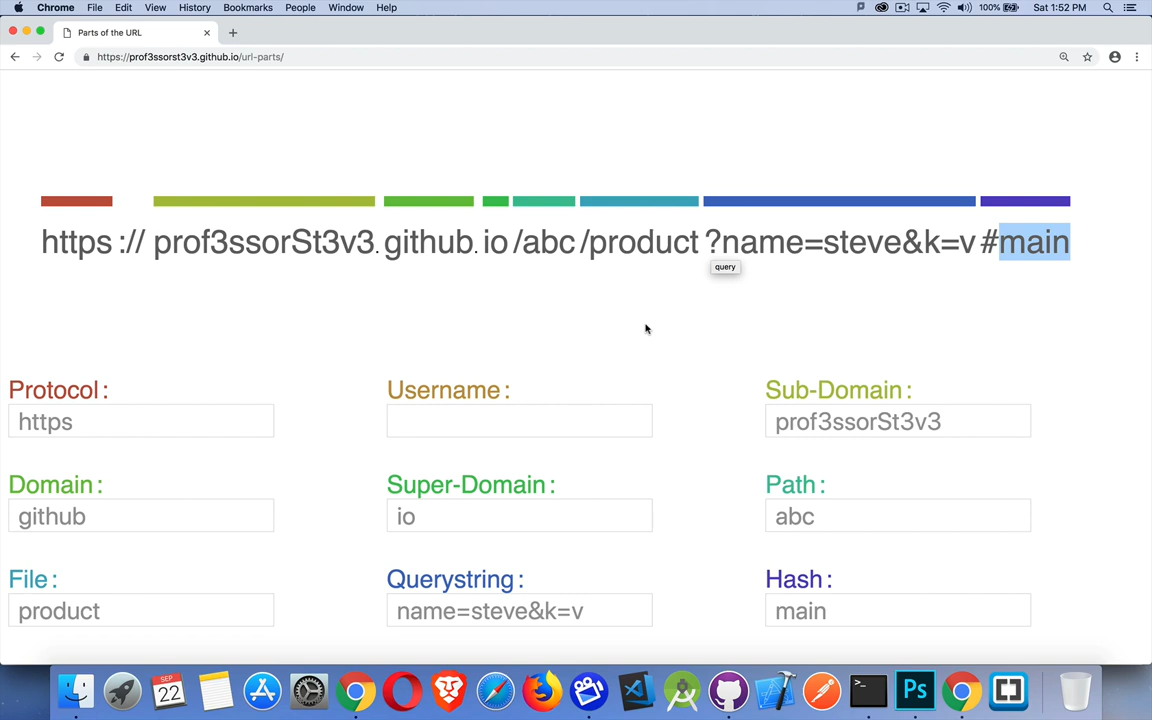 Chrome File Edit View History Bookmarks People Window Help 100% Sat 1:52 PM
Parts of the URL
https://prof3ssorst3v3.github.io/url-parts/
https :// prof3ssorSt3v3. github. io /abc /product ?name=steve&k=v #main
query
Protocol: Username: Sub-Domain:
https prof3ssorSt3v3
Domain: Super-Domain: Path:
github io abc
File: Querystring: Hash:
product name=steve&k=v main
SEP
22
>_ Ps